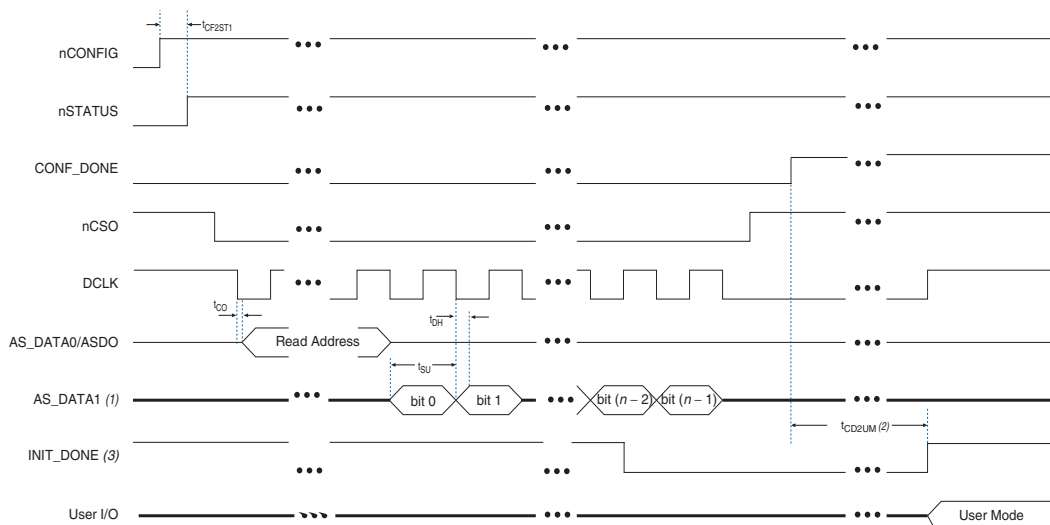 tCF2ST1
nCONFIG
nSTATUS
CONF_DONE
nCSO
DCLK
tCO
tDH
AS_DATA0/ASDO
Read Address
tSU
AS_DATA1 (1)
bit 0
bit 1
bit (n − 2)
bit (n − 1)
tCD2UM (2)
INIT_DONE (3)
User I/O
User Mode